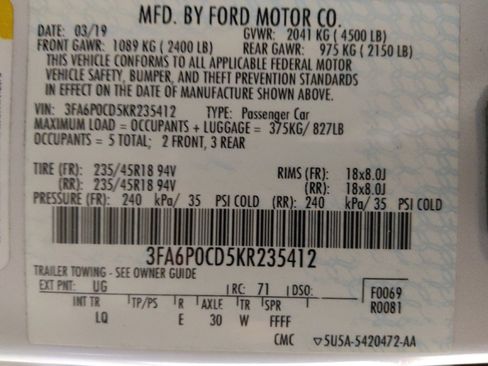 MFD. BY FORD MOTOR CO.
DATE: 03/19 GVWR: 2041 KG ( 4500 LB)
FRONT GAWR: 1089 KG ( 2400 LB) REAR GAWR: 975 KG ( 2150 LB)
THIS VEHICLE CONFORMS TO ALL APPLICABLE FEDERAL MOTOR
VEHICLE SAFETY, BUMPER, AND THEFT PREVENTION STANDARDS
IN EFFECT ON THE DATE OF MANUFACTURE SHOWN ABOVE.
VIN: 3FA6P0CD5KR235412 TYPE: Passenger Car
MAXIMUM LOAD = OCCUPANTS + LUGGAGE = 375KG/ 827LB
OCCUPANTS = 5 TOTAL; 2 FRONT, 3 REAR
TIRE (FR): 235/45R18 94V RIMS (FR): 18x8.0J
(RR): 235/45R18 94V (RR): 18x8.0J
PRESSURE (FR): 240 kPa/ 35 PSI COLD (RR): 240 kPa/ 35 PSI COLD
3FA6P0CD5KR235412
TRAILER TOWING - SEE OWNER GUIDE
EXT PNT: UG RC: 71 DSO: F0069
INT TR TP/PS R AXLE TR SPR R0081
LQ E 30 W FFFF
CMC ▽5U5A-5420472-AA